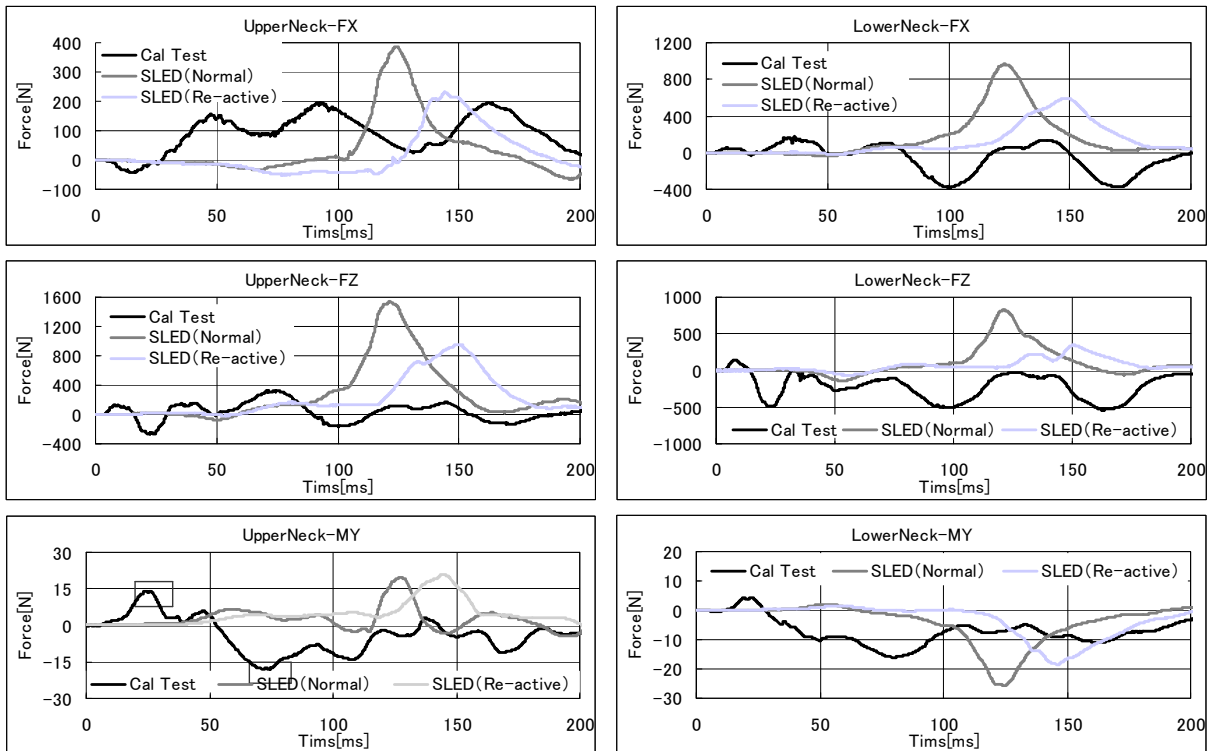 UpperNeck-FX
400
300
200
100
0
-100
Force[N]
Cal Test
SLED(Normal)
SLED(Re-active)
0 50 100 150 200
Tims[ms]
LowerNeck-FX
1200
800
400
0
-400
Force[N]
Cal Test
SLED(Normal)
SLED(Re-active)
0 50 100 150 200
Tims[ms]
UpperNeck-FZ
1600
1200
800
400
0
-400
Force[N]
Cal Test
SLED(Normal)
SLED(Re-active)
0 50 100 150 200
Tims[ms]
LowerNeck-FZ
1000
500
0
-500
-1000
Force[N]
Cal Test SLED(Normal) SLED(Re-active)
0 50 100 150 200
Tims[ms]
UpperNeck-MY
30
15
0
-15
-30
Force[N]
Cal Test SLED(Normal) SLED(Re-active)
0 50 100 150 200
Tims[ms]
LowerNeck-MY
20
10
0
-10
-20
-30
Force[N]
Cal Test SLED(Normal) SLED(Re-active)
0 50 100 150 200
Tims[ms]